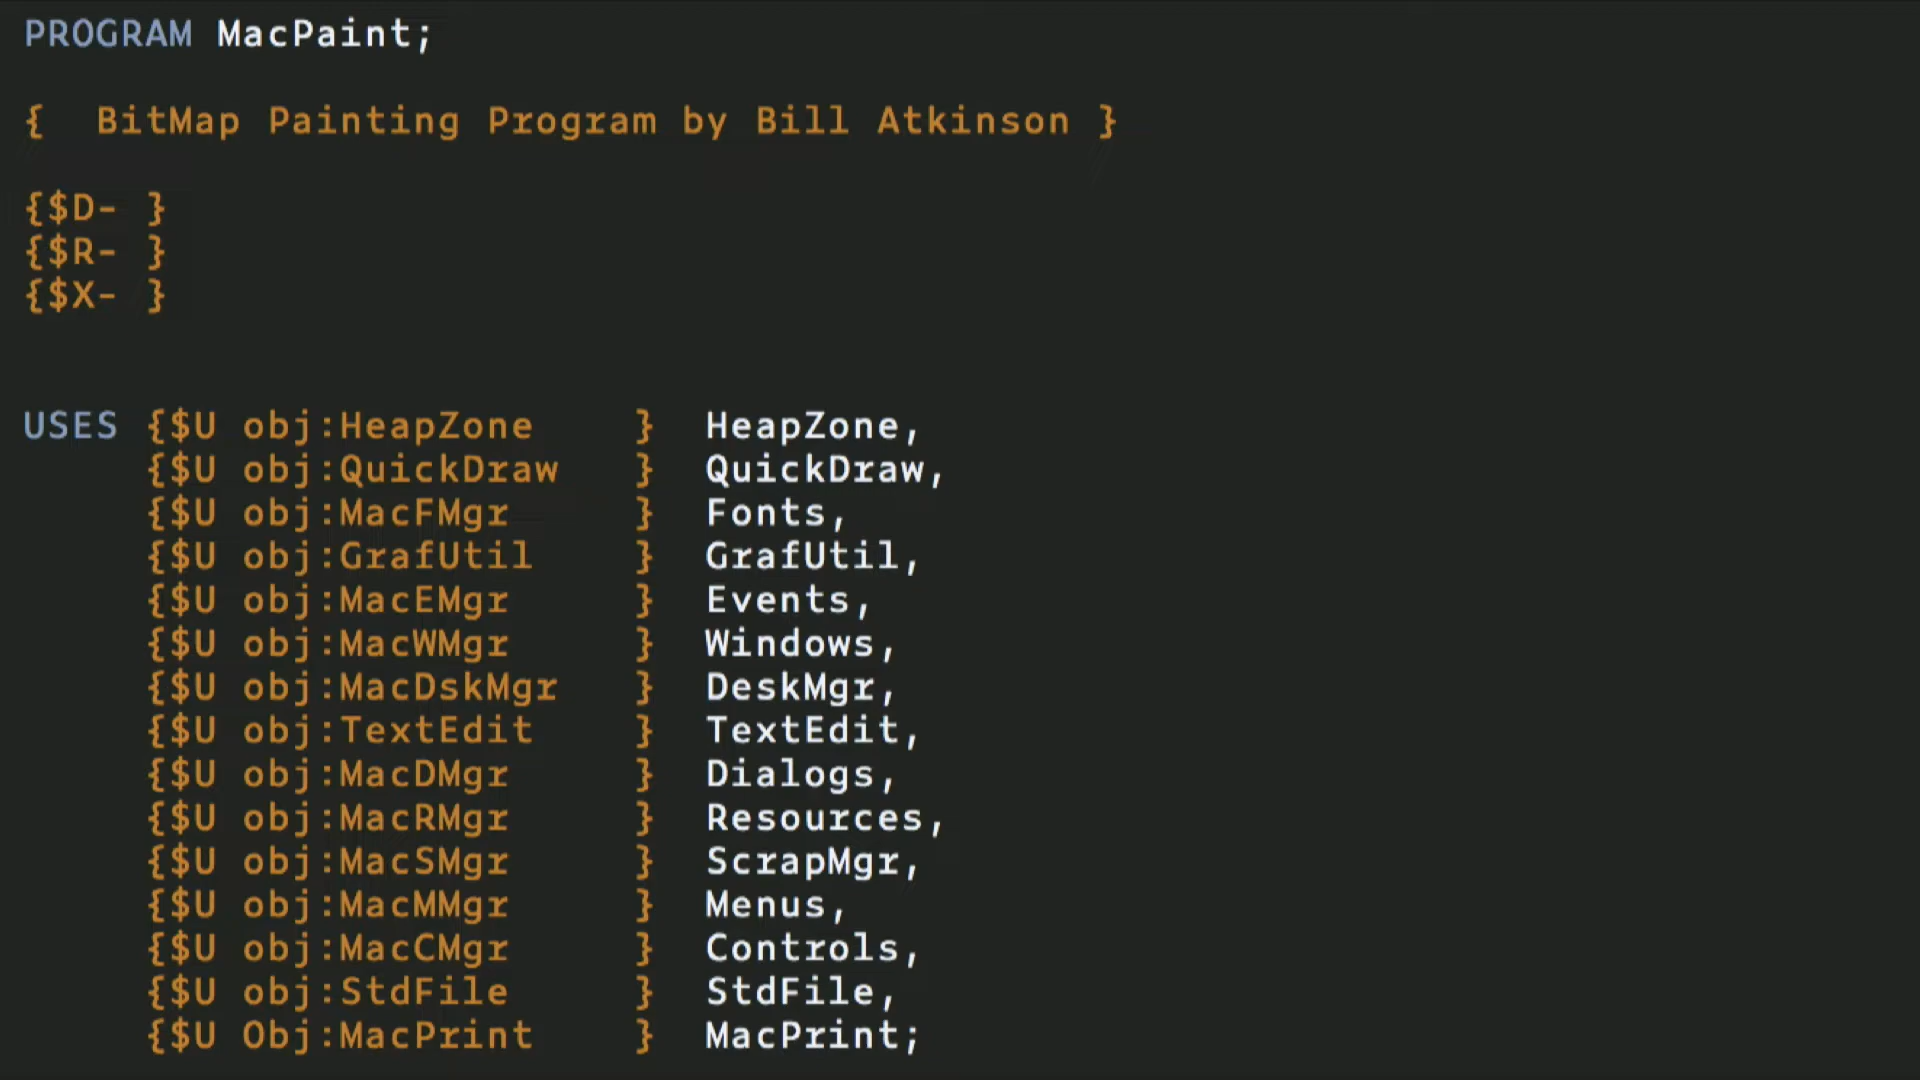 PROGRAM MacPaint;
{  BitMap Painting Program by Bill Atkinson }
{$D- }
{$R- }
{$X- }
USES {$U obj:HeapZone    }  HeapZone,
     {$U obj:QuickDraw   }  QuickDraw,
     {$U obj:MacFMgr     }  Fonts,
     {$U obj:GrafUtil    }  GrafUtil,
     {$U obj:MacEMgr     }  Events,
     {$U obj:MacWMgr     }  Windows,
     {$U obj:MacDskMgr   }  DeskMgr,
     {$U obj:TextEdit    }  TextEdit,
     {$U obj:MacDMgr     }  Dialogs,
     {$U obj:MacRMgr     }  Resources,
     {$U obj:MacSMgr     }  ScrapMgr,
     {$U obj:MacMMgr     }  Menus,
     {$U obj:MacCMgr     }  Controls,
     {$U obj:StdFile     }  StdFile,
     {$U Obj:MacPrint    }  MacPrint;